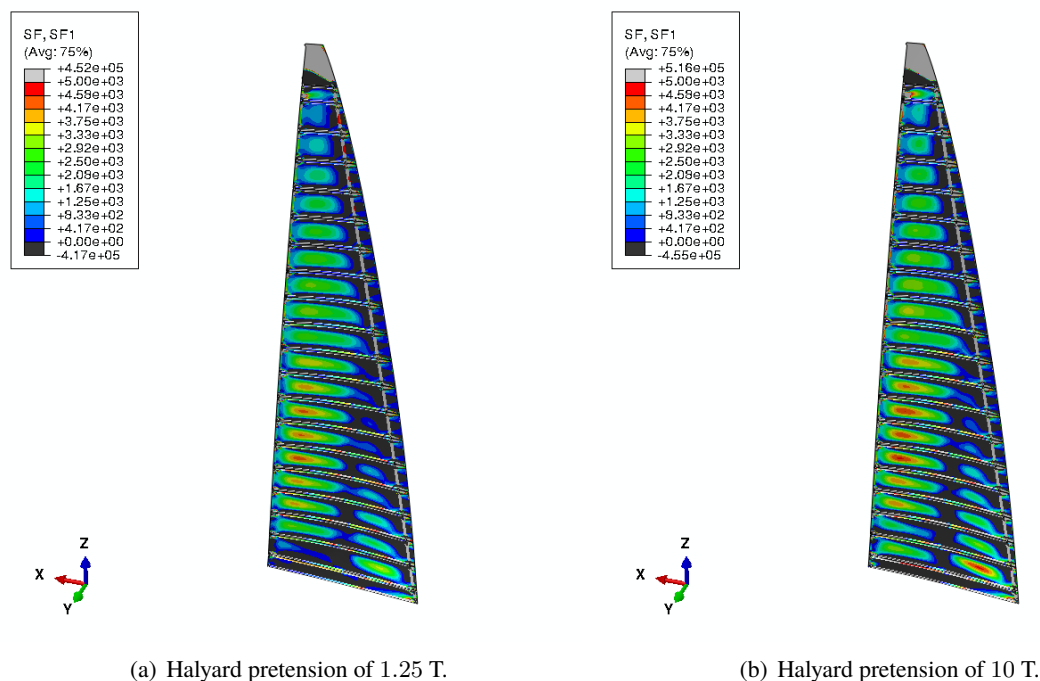 SF, SF1
(Avg: 75%)
+4.52e+05
+5.00e+03
+4.58e+03
+4.17e+03
+3.75e+03
+3.33e+03
+2.92e+03
+2.50e+03
+2.09e+03
+1.67e+03
+1.25e+03
+8.33e+02
+4.17e+02
+0.00e+00
-4.17e+05
Z
X
Y
(a) Halyard pretension of 1.25 T.
SF, SF1
(Avg: 75%)
+5.16e+05
+5.00e+03
+4.58e+03
+4.17e+03
+3.75e+03
+3.33e+03
+2.92e+03
+2.50e+03
+2.09e+03
+1.67e+03
+1.25e+03
+8.33e+02
+4.17e+02
+0.00e+00
-4.55e+05
Z
X
Y
(b) Halyard pretension of 10 T.